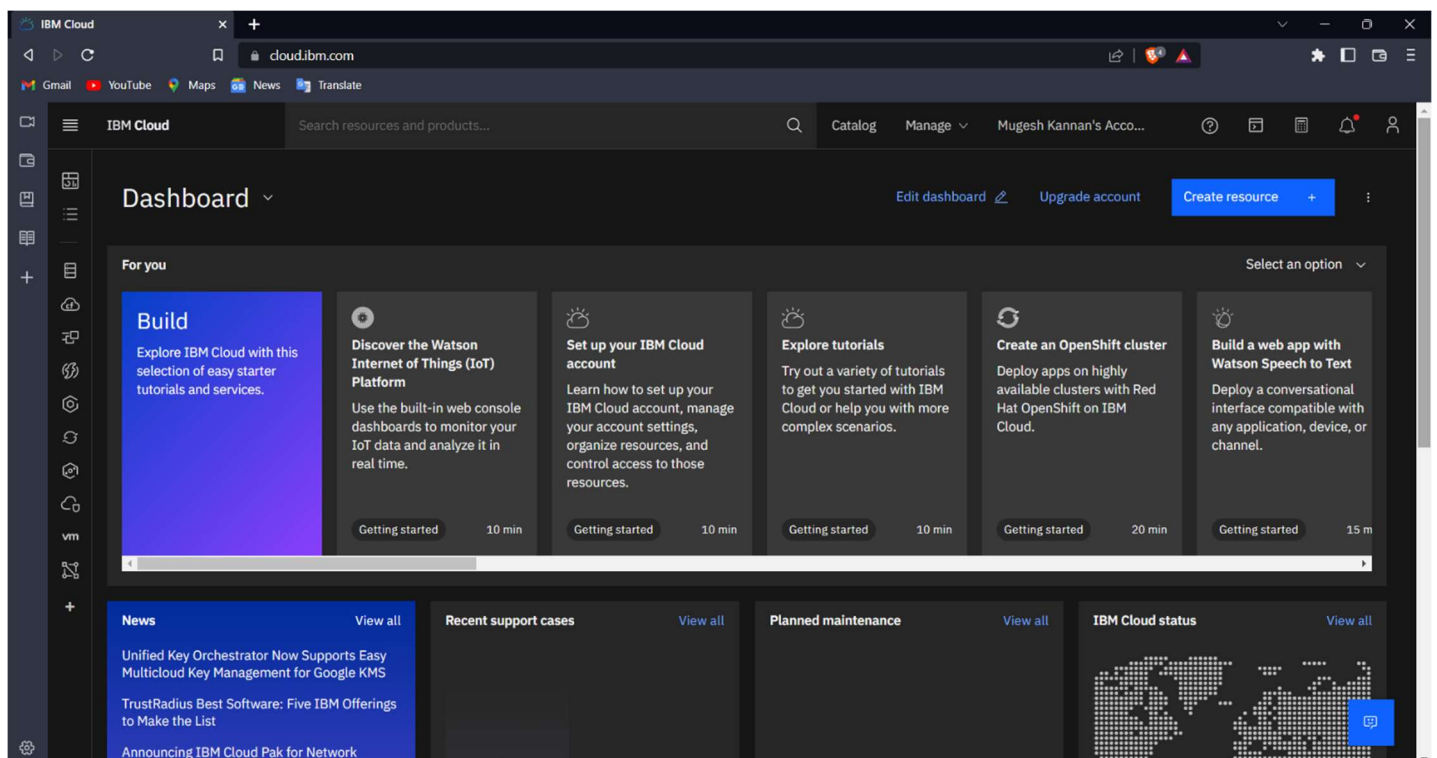 IBM Cloud
cloud.ibm.com
4
Gmail YouTube Maps News Translate
IBM Cloud
Search resources and products...
Catalog
Manage
Mugesh Kannan's Acco...
Dashboard
Edit dashboard
Upgrade account
Create resource +
For you
Select an option
Build
Explore IBM Cloud with this
selection of easy starter
tutorials and services.
Discover the Watson
Internet of Things (IoT)
Platform
Use the built-in web console
dashboards to monitor your
IoT data and analyze it in
real time.
Getting started 10 min
Set up your IBM Cloud
account
Learn how to set up your
IBM Cloud account, manage
your account settings,
organize resources, and
control access to those
resources.
Getting started 10 min
Explore tutorials
Try out a variety of tutorials
to get you started with IBM
Cloud or help you with more
complex scenarios.
Getting started 10 min
Create an OpenShift cluster
Deploy apps on highly
available clusters with Red
Hat OpenShift on IBM
Cloud.
Getting started 20 min
Build a web app with
Watson Speech to Text
Deploy a conversational
interface compatible with
any application, device, or
channel.
Getting started 15 m
cf
vm
News View all
Unified Key Orchestrator Now Supports Easy
Multicloud Key Management for Google KMS
TrustRadius Best Software: Five IBM Offerings
to Make the List
Announcing IBM Cloud Pak for Network
Recent support cases View all
Planned maintenance View all
IBM Cloud status View all